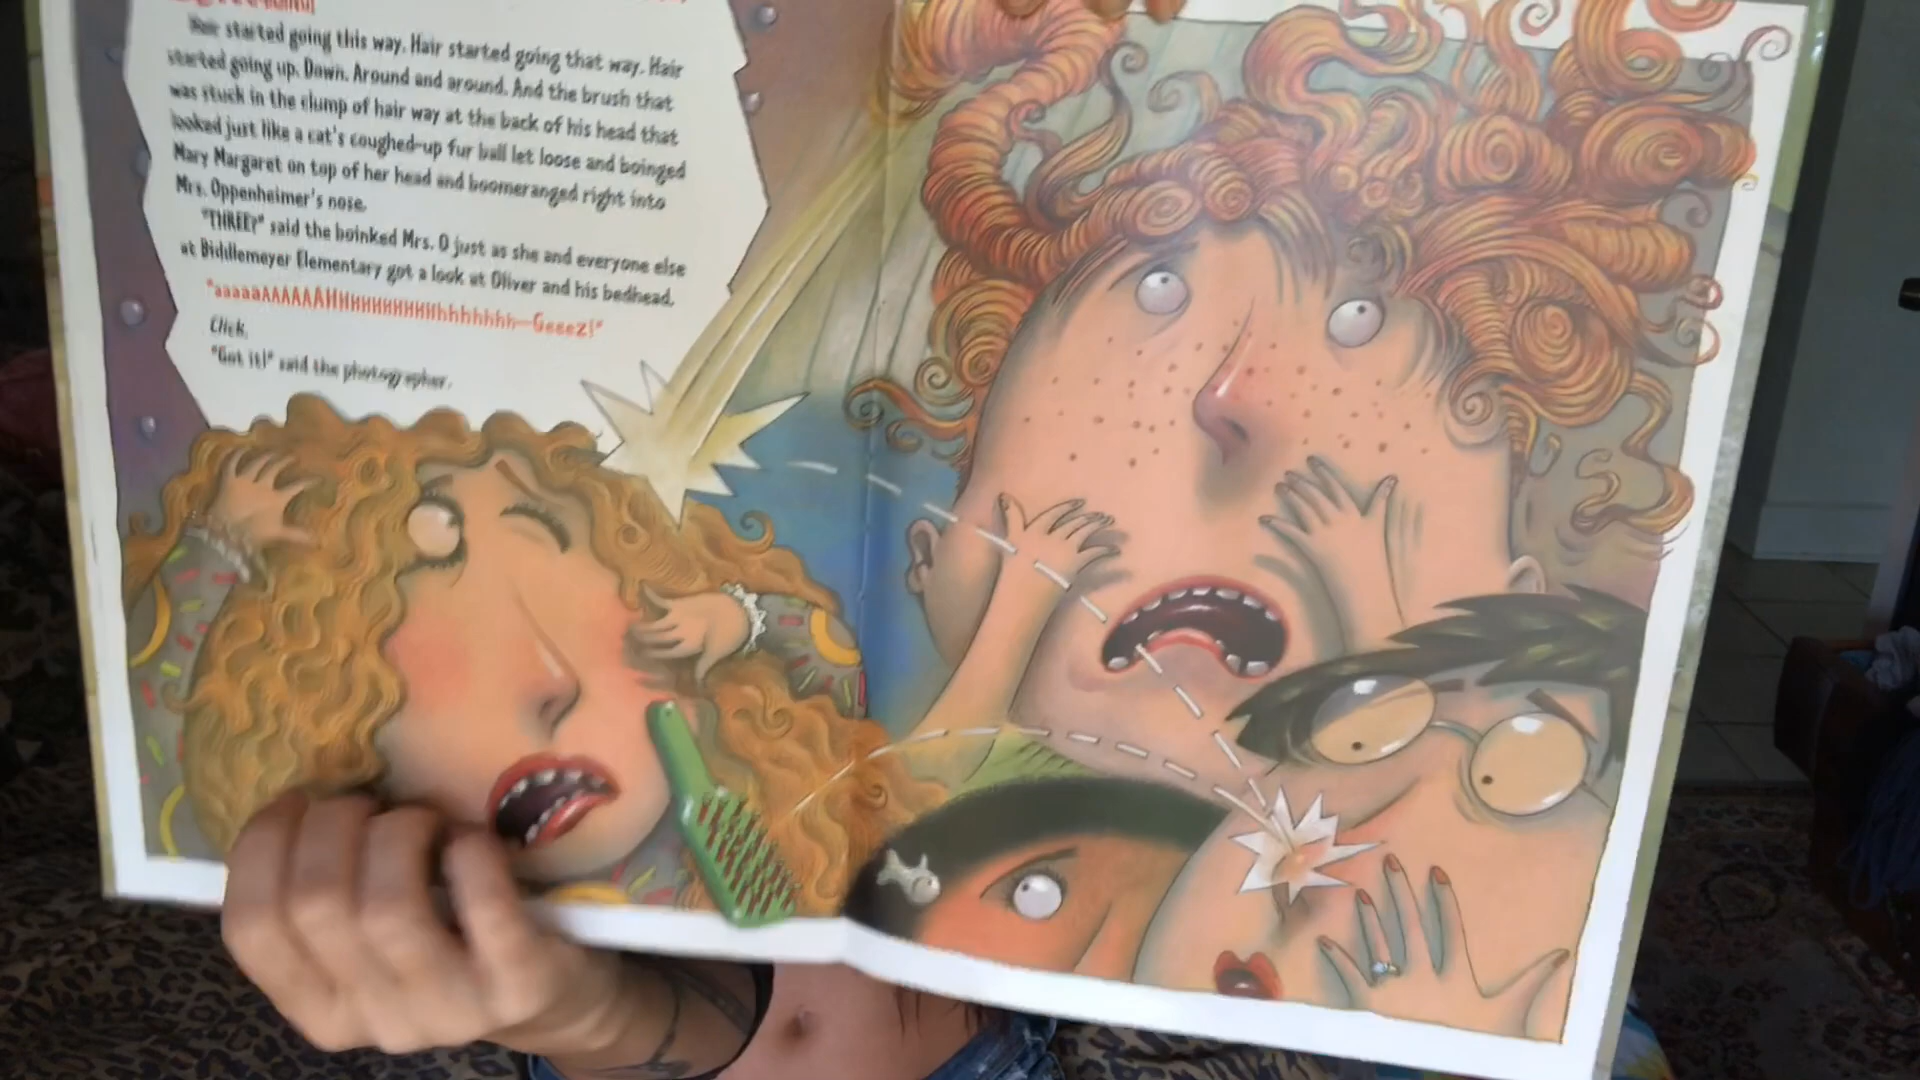 Hair started going this way. Hair started going that way. Hair
started going up. Down. Around and around. And the brush that
was stuck in the clump of hair way at the back of his head that
looked just like a cat's coughed-up fur ball let loose and boinged
Mary Margaret on top of her head and boomeranged right into
Mrs. Oppenheimer's nose.
"THREE?" said the boinked Mrs. O just as she and everyone else
at Biddlemeyer Elementary got a look at Oliver and his bedhead.
"aaaaaAAAAAAHHHHHHHHHHHhhhhhhhh—Geeez!"
Click.
"Got it!" said the photographer.